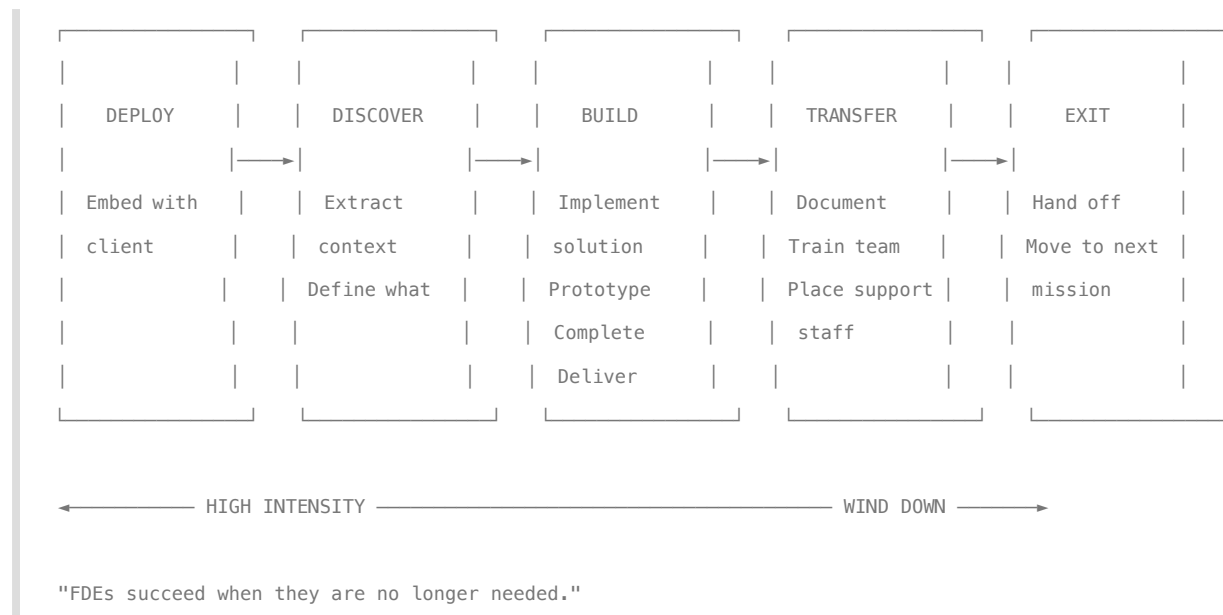 DEPLOY DISCOVER BUILD TRANSFER EXIT
Embed with Extract Implement Document Hand off
client context solution Train team Move to next
Define what Prototype Place support mission
Complete staff
Deliver
HIGH INTENSITY WIND DOWN
"FDEs succeed when they are no longer needed."